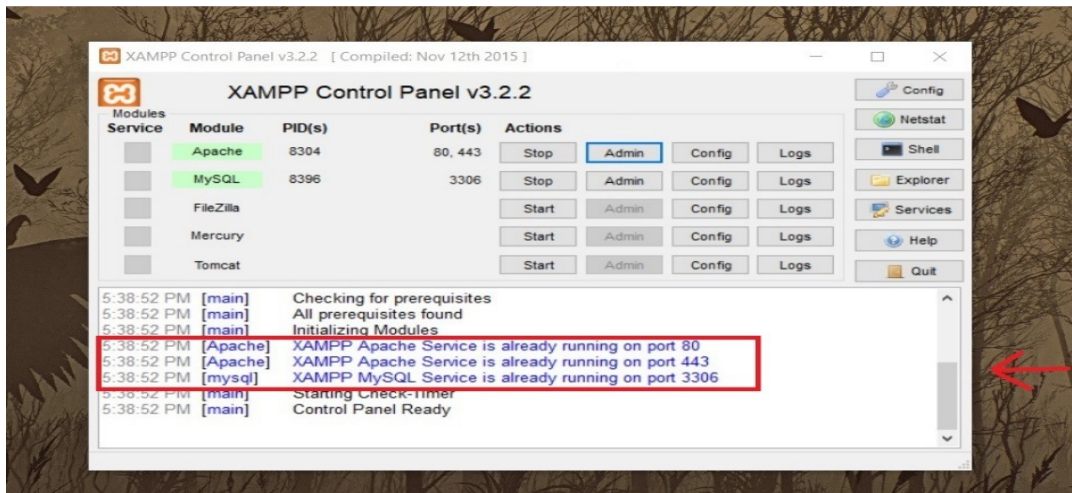 XAMPP Control Panel v3.2.2 [ Compiled: Nov 12th 2015 ]
XAMPP Control Panel v3.2.2
Config
Modules
Service Module PID(s) Port(s) Actions
Netstat
Apache 8304 80, 443 Stop Admin Config Logs
Shell
MySQL 8396 3306 Stop Admin Config Logs
Explorer
FileZilla Start Admin Config Logs
Services
Mercury Start Admin Config Logs
Help
Tomcat Start Admin Config Logs
Quit
5:38:52 PM [main] Checking for prerequisites
5:38:52 PM [main] All prerequisites found
5:38:52 PM [main] Initializing Modules
5:38:52 PM [Apache] XAMPP Apache Service is already running on port 80
5:38:52 PM [Apache] XAMPP Apache Service is already running on port 443
5:38:52 PM [mysql] XAMPP MySQL Service is already running on port 3306
5:38:52 PM [main] Starting Check-Timer
5:38:52 PM [main] Control Panel Ready